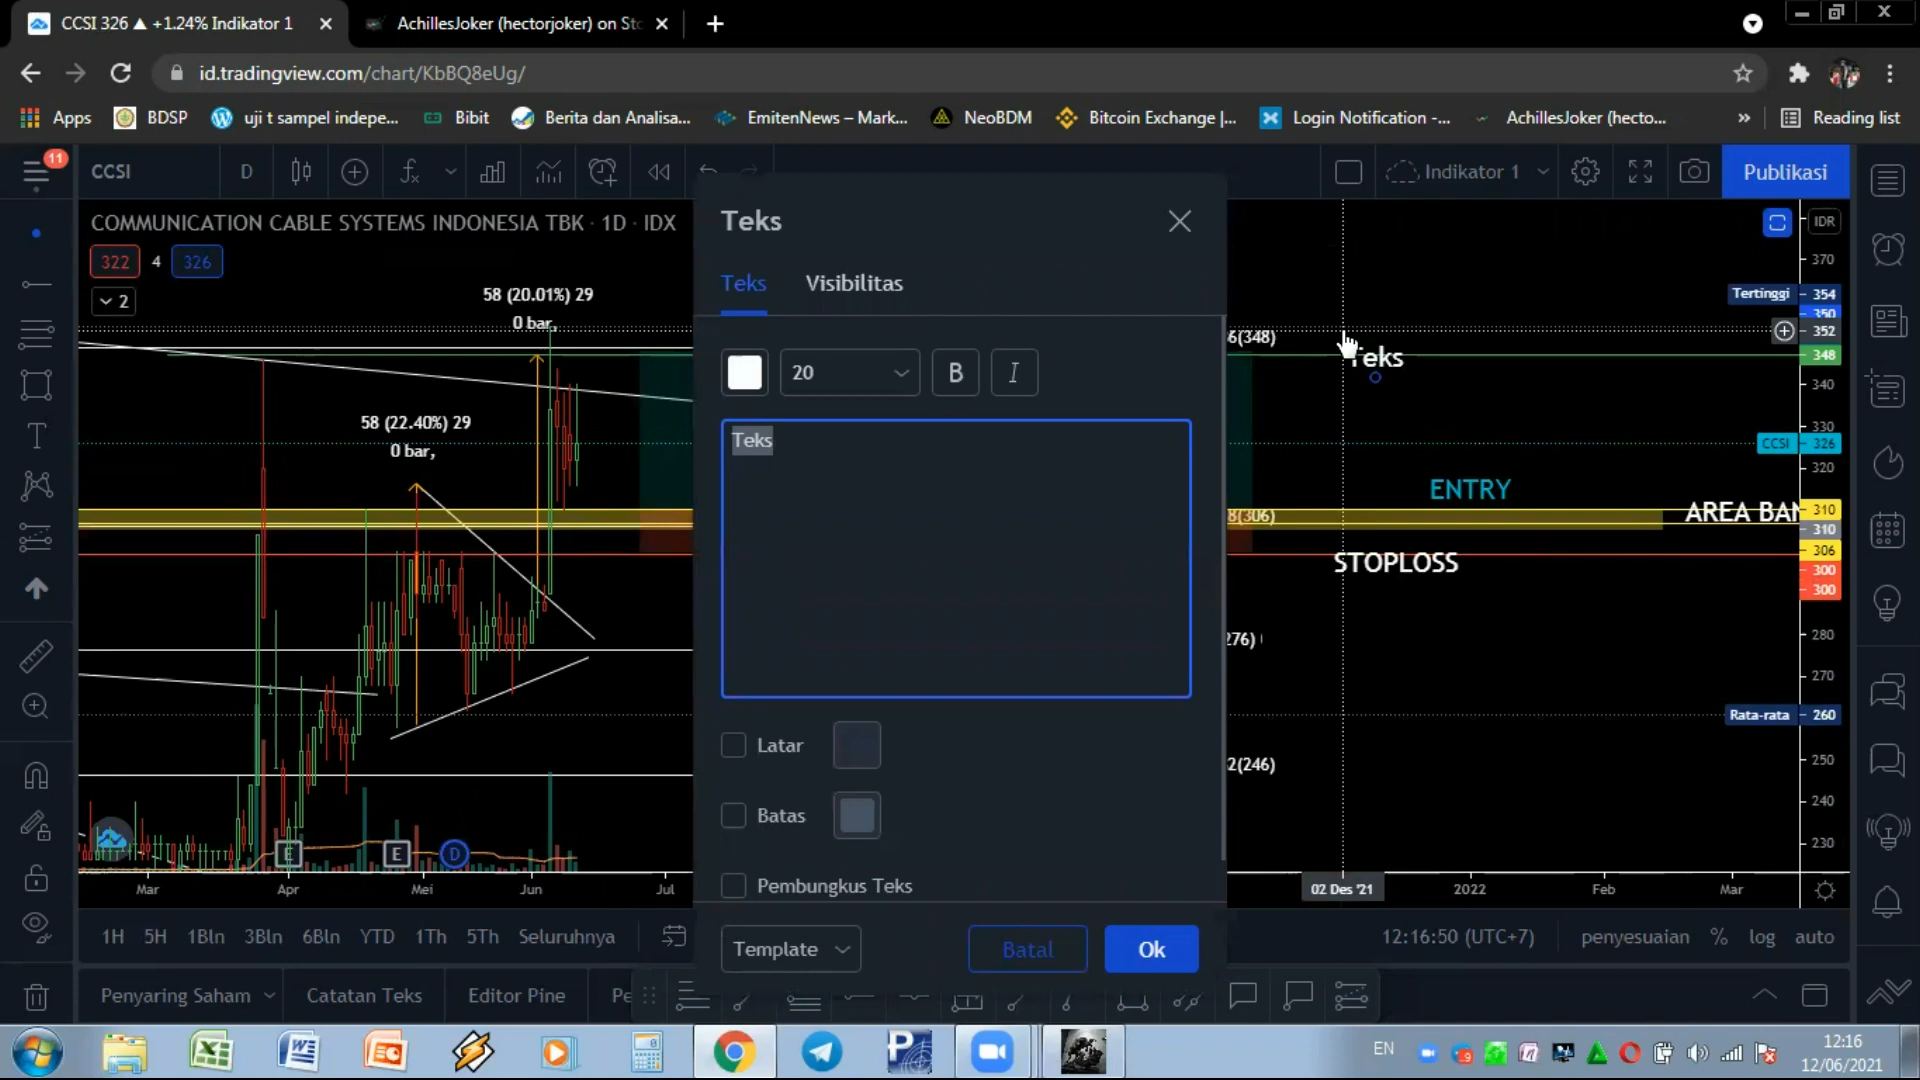 CCSI 326 ▲ +1.24% Indikator 1
AchillesJoker (hectorjoker) on Sto
id.tradingview.com/chart/KbBQ8eUg/
Apps
BDSP
uji t sampel indepe...
Bibit
Berita dan Analisa...
EmitenNews – Mark...
NeoBDM
Bitcoin Exchange |...
Login Notification -...
AchillesJoker (hecto...
»
Reading list
11
CCSI
D
Indikator 1
Publikasi
COMMUNICATION CABLE SYSTEMS INDONESIA TBK · 1D · IDX
322
4
326
2
58 (20.01%) 29
0 bar,
58 (22.40%) 29
0 bar,
Teks
Teks
Visibilitas
20
B
I
Teks
Latar
Batas
Pembungkus Teks
Template
Batal
Ok
6(348)
Teks
ENTRY
8(306)
AREA BAN
STOPLOSS
276)
2(246)
IDR
370
Tertinggi
354
350
352
348
340
330
CCSI
326
320
310
310
306
300
300
280
270
Rata-rata
260
250
240
230
E
E
D
Mar
Apr
Mei
Jun
Jul
02 Des '21
2022
Feb
Mar
1H
5H
1Bln
3Bln
6Bln
YTD
1Th
5Th
Seluruhnya
12:16:50 (UTC+7)
penyesuaian
%
log
auto
Penyaring Saham
Catatan Teks
Editor Pine
Pe
EN
12:16
12/06/2021